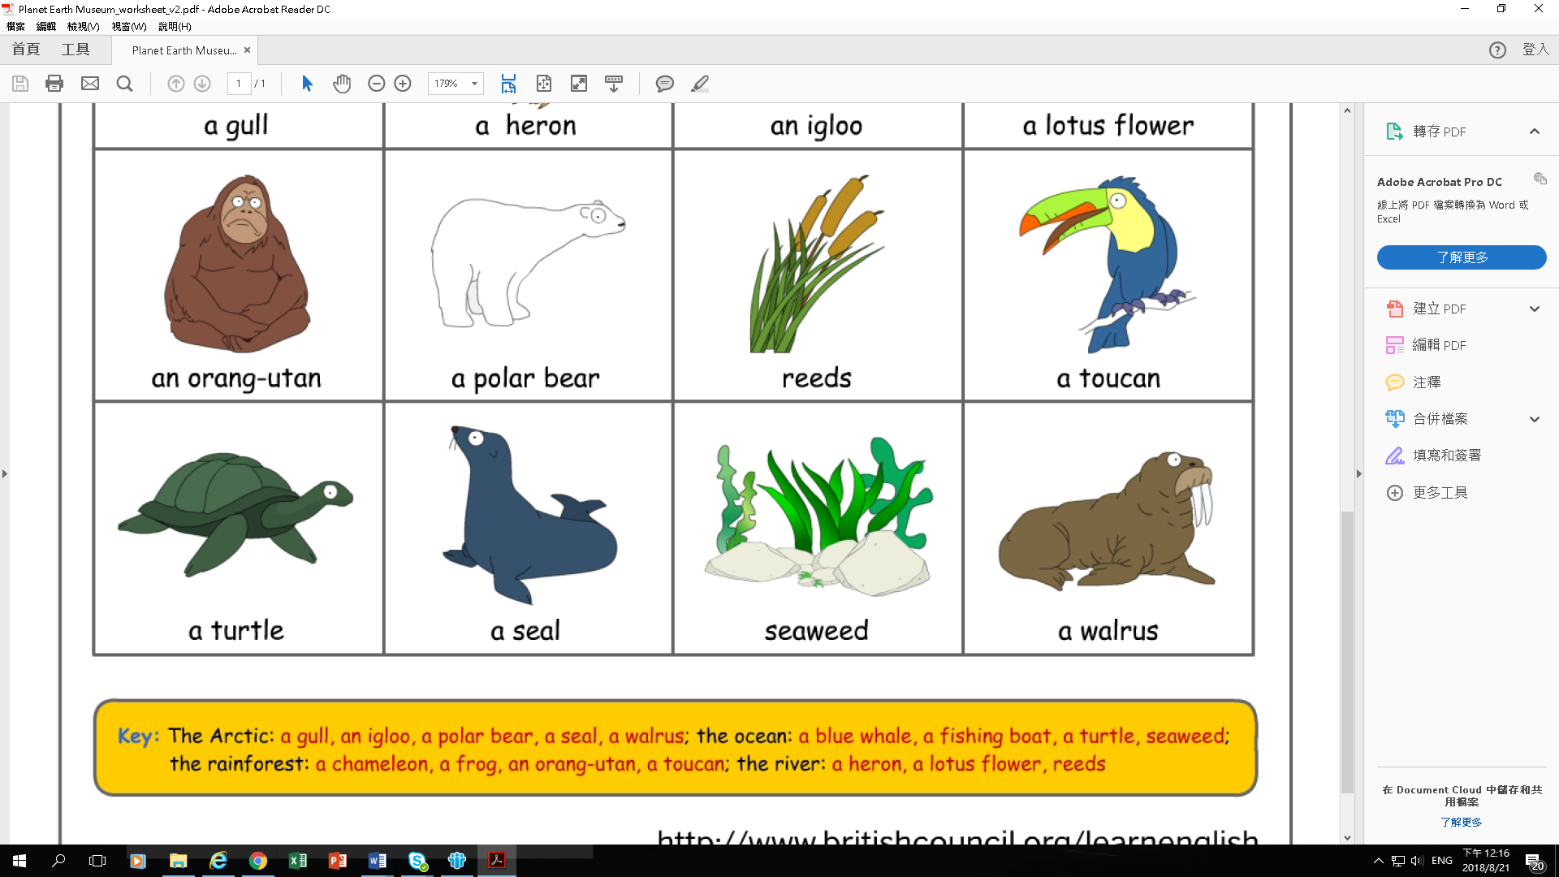 Planet Earth Museum_worksheet_v2.pdf - Adobe Acrobat Reader DC
檔案 編輯 檢視(V) 視窗(W) 說明(H)
首頁 工具 Planet Earth Museu... × ? 登入
1 / 1 179%
a gull a heron an igloo a lotus flower
an orang-utan a polar bear reeds a toucan
a turtle a seal seaweed a walrus
Key: The Arctic: a gull, an igloo, a polar bear, a seal, a walrus; the ocean: a blue whale, a fishing boat, a turtle, seaweed;
the rainforest: a chameleon, a frog, an orang-utan, a toucan; the river: a heron, a lotus flower, reeds
http://www.britishcouncil.org/learnenglish
轉存 PDF
Adobe Acrobat Pro DC
線上將 PDF 檔案轉換為 Word 或
Excel
了解更多
建立 PDF
編輯 PDF
注釋
合併檔案
填寫和簽署
更多工具
在 Document Cloud 中儲存和共
用檔案
了解更多
ENG 下午 12:16
2018/8/21 20